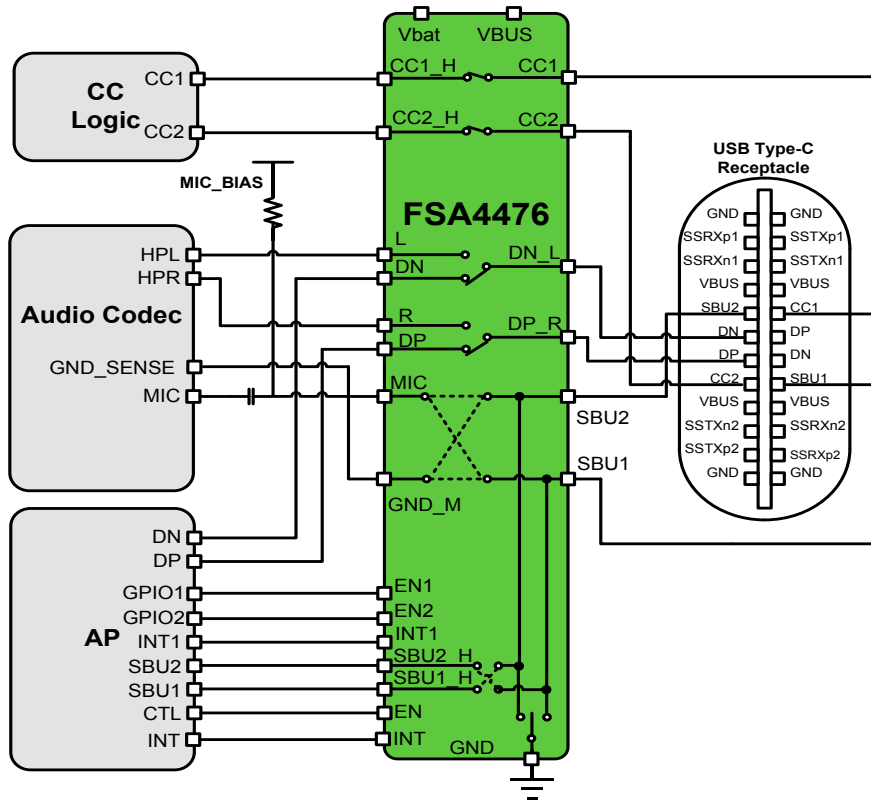 Vbat
VBUS
CC Logic
CC1
CC2
CC1_H
CC1
CC2_H
CC2
MIC_BIAS
FSA4476
Audio Codec
HPL
HPR
GND_SENSE
MIC
L
DN
DN_L
R
DP
DP_R
MIC
SBU2
SBU1
GND_M
AP
DN
DP
GPIO1
GPIO2
INT1
SBU2
SBU1
CTL
INT
EN1
EN2
INT1
SBU2_H
SBU1_H
EN
INT
GND
USB Type-C
Receptacle
GND GND
SSRXp1 SSTXp1
SSRXn1 SSTXn1
VBUS VBUS
SBU2 CC1
DN DP
DP DN
CC2 SBU1
VBUS VBUS
SSTXn2 SSRXn2
SSTXp2 SSRXp2
GND GND